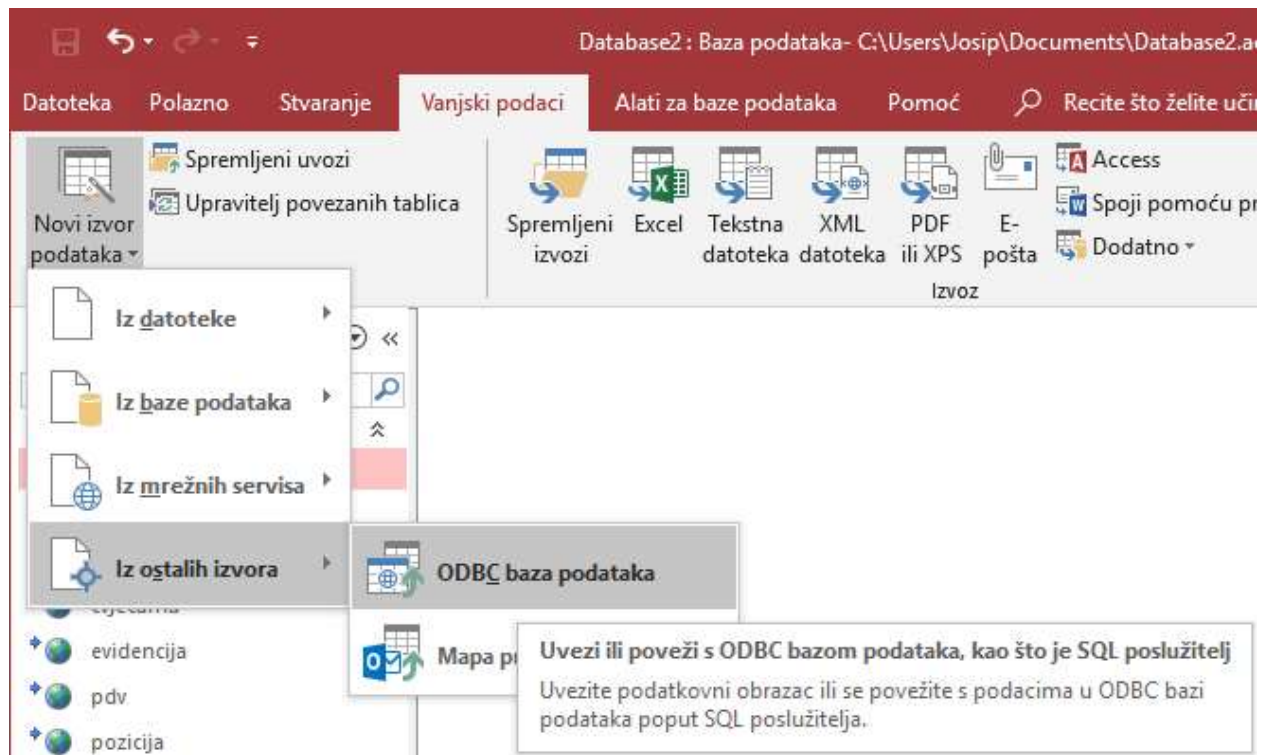 Database2 : Baza podataka- C:\Users\Josip\Documents\Database2.a
Datoteka Polazno Stvaranje Vanjski podaci Alati za baze podataka Pomoć Recite što želite uči
Novi izvor podataka
Spremljeni uvozi
Upravitelj povezanih tablica
Spremljeni izvozi
Excel
Tekstna datoteka
XML datoteka
PDF ili XPS
E-pošta
Access
Spoji pomoću pr
Dodatno
Izvoz
Iz datoteke
Iz baze podataka
Iz mrežnih servisa
Iz ostalih izvora
ODBC baza podataka
Mapa p
Uvezi ili poveži s ODBC bazom podataka, kao što je SQL poslužitelj
Uvezite podatkovni obrazac ili se povežite s podacima u ODBC bazi
podataka poput SQL poslužitelja.
evidencija
pdv
pozicija